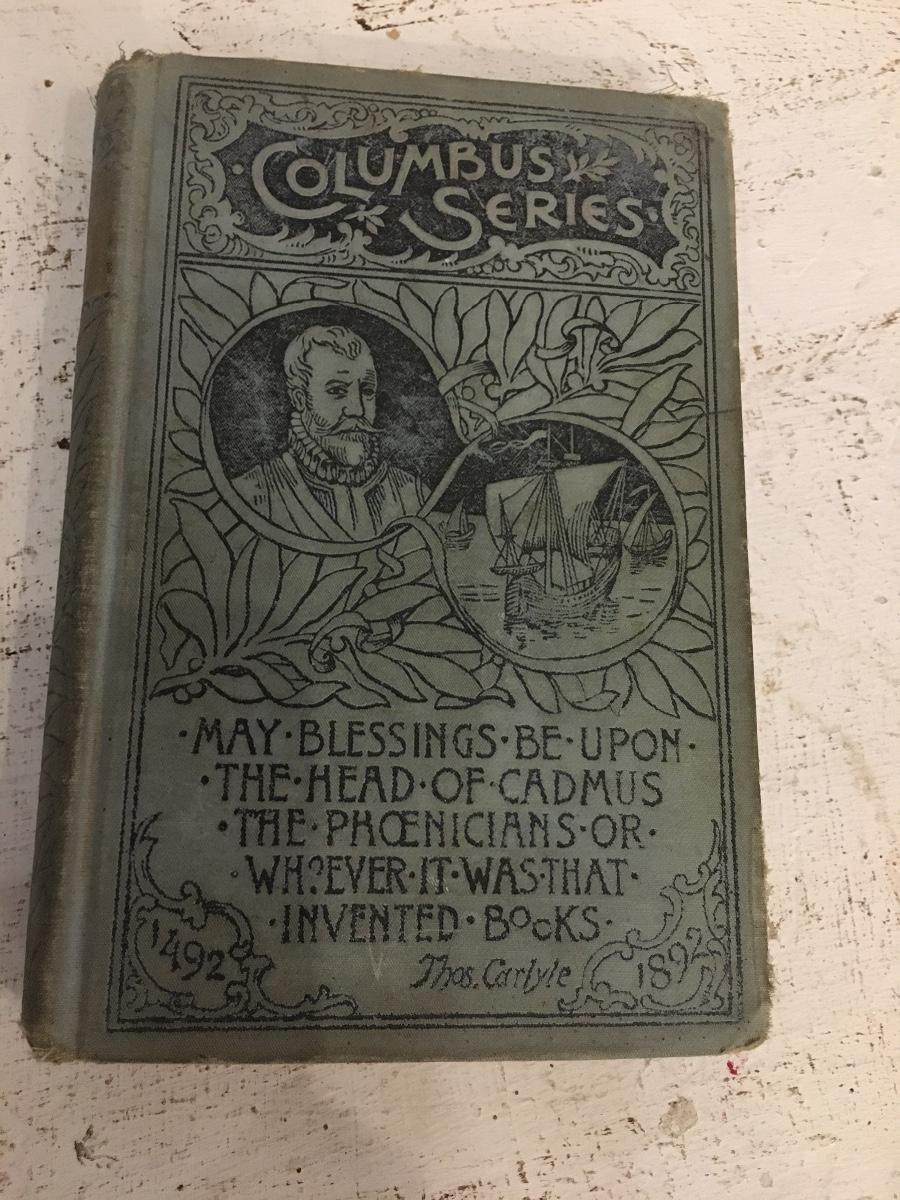 ·COLUMBUS
SERIES·
·MAY·BLESSINGS·BE·UPON·
·THE·HEAD·OF·CADMUS
·THE·PHŒNICIANS·OR·
·WHOEVER·IT·WAS·THAT·
·INVENTED·BOOKS·
Thos. Carlyle
1492
1892